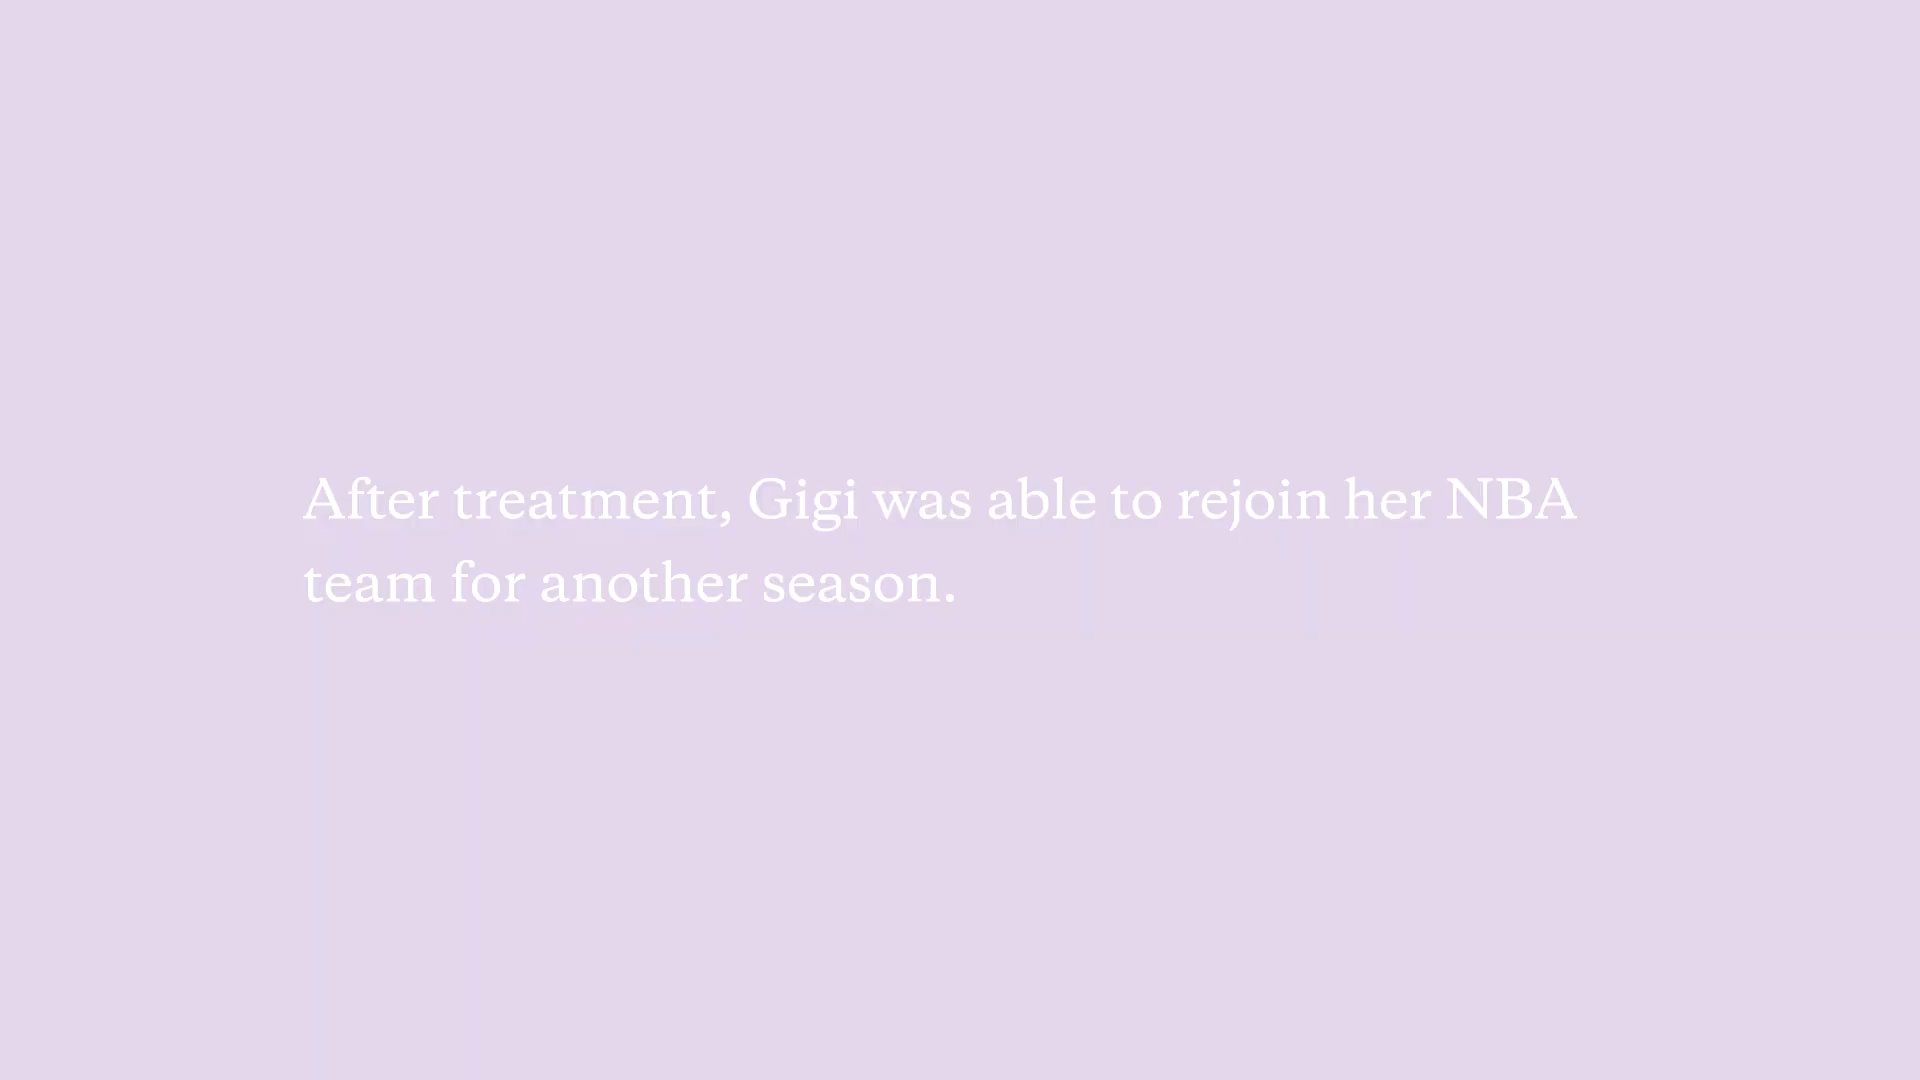 After treatment, Gigi was able to rejoin her NBA
team for another season.